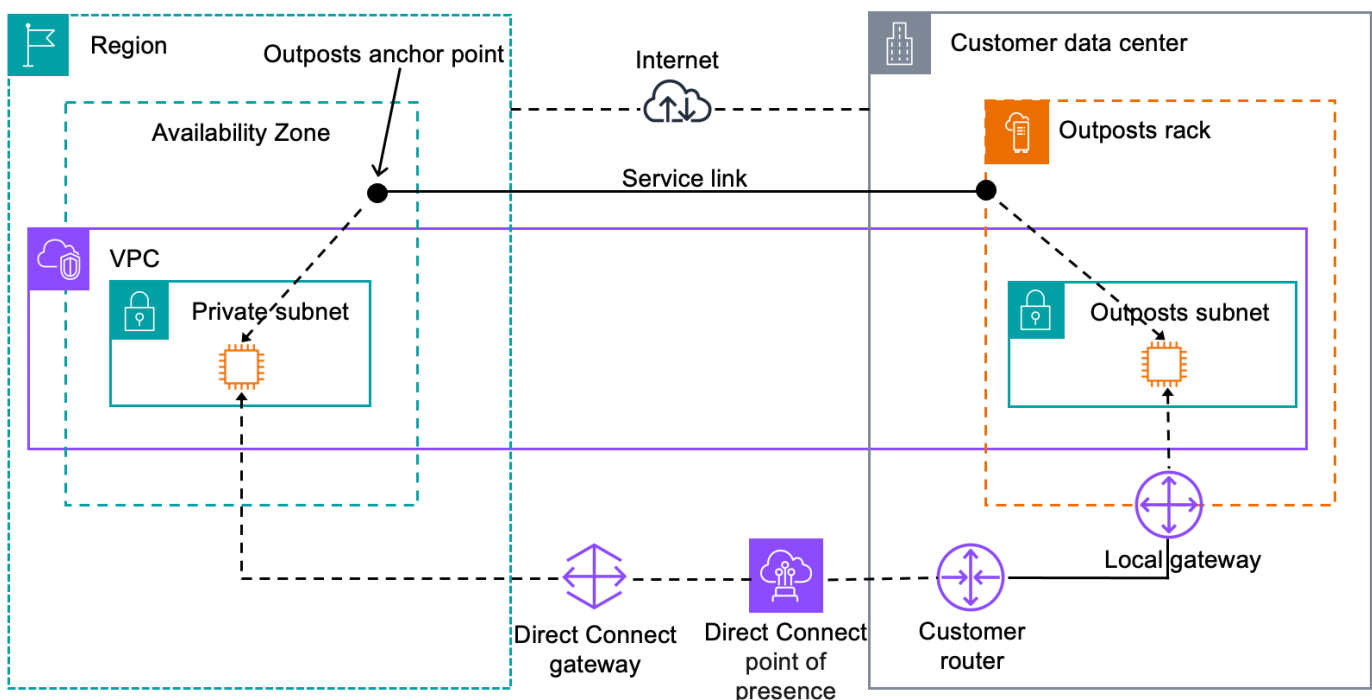 Region
Outposts anchor point
Internet
Customer data center
Availability Zone
Outposts rack
Service link
VPC
Private subnet
Outposts subnet
Local gateway
Direct Connect
gateway
Direct Connect
point of
presence
Customer
router